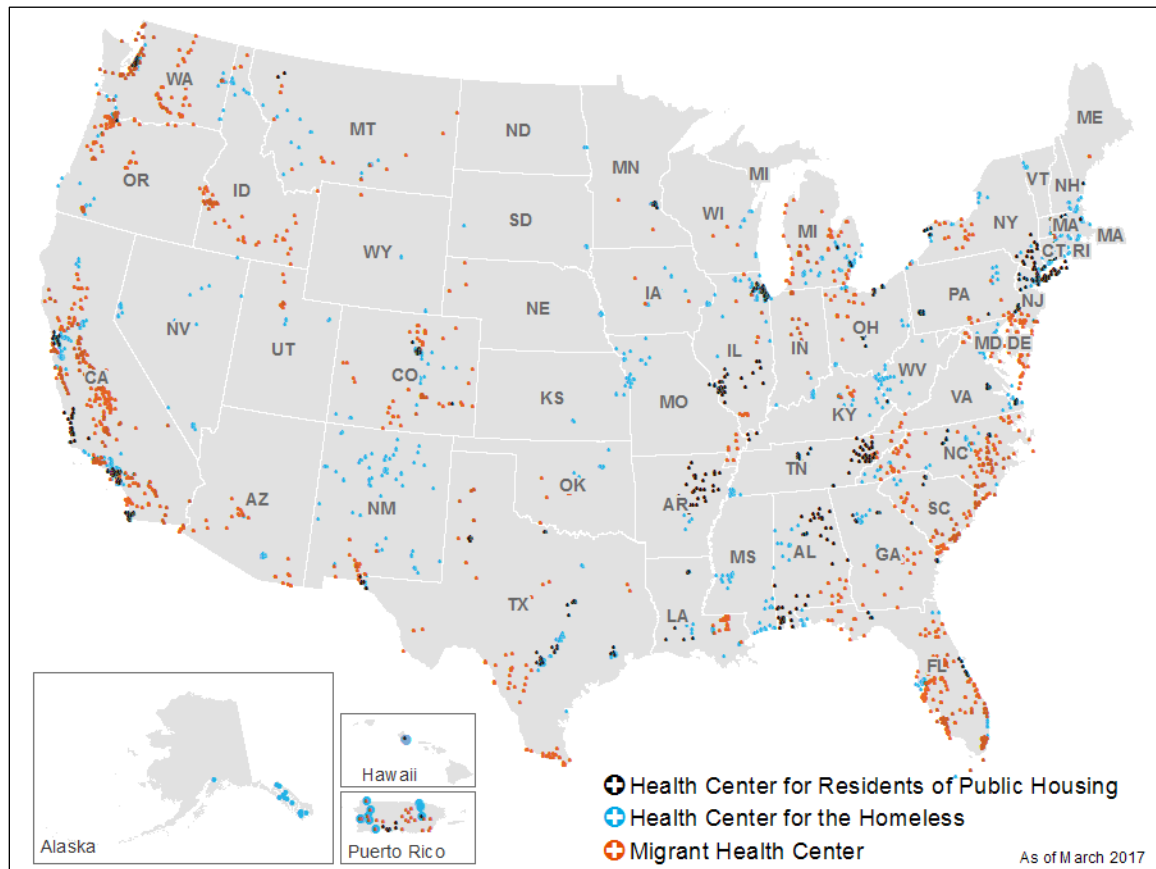 WA
MT
ND
MN
ME
OR
ID
SD
WI
MI
MI
VT
NH
NY
MA
MA
CT
RI
WY
IA
PA
NJ
NE
NV
UT
OH
IL
IN
MD
DE
CA
CO
WV
KS
MO
VA
KY
NC
TN
OK
AZ
NM
AR
SC
MS
AL
GA
TX
LA
FL
Alaska
Hawaii
Puerto Rico
Health Center for Residents of Public Housing
Health Center for the Homeless
Migrant Health Center
As of March 2017